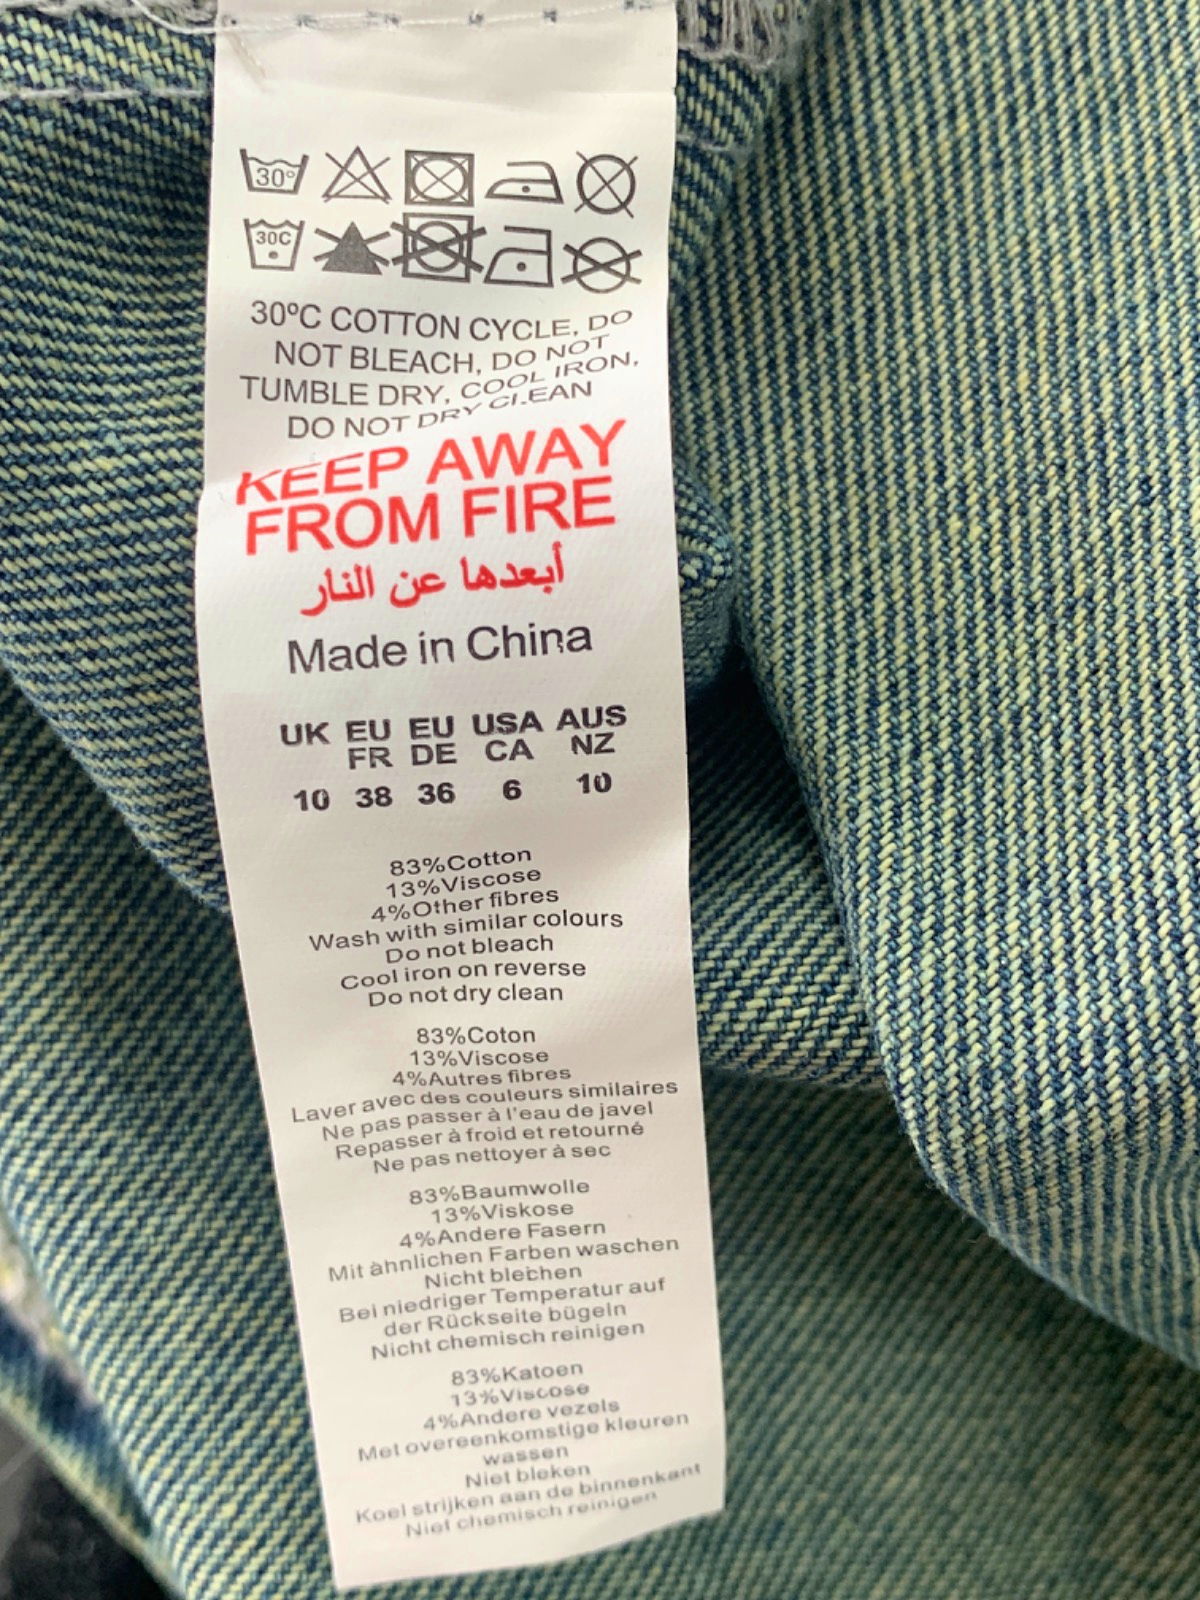 30°
30C
30ºC COTTON CYCLE, DO
NOT BLEACH, DO NOT
TUMBLE DRY, COOL IRON,
DO NOT DRY CLEAN
KEEP AWAY
FROM FIRE
أبعدها عن النار
Made in China
UK EU EU USA AUS
FR DE CA NZ
10 38 36 6 10
83%Cotton
13%Viscose
4%Other fibres
Wash with similar colours
Do not bleach
Cool iron on reverse
Do not dry clean
83%Coton
13%Viscose
4%Autres fibres
Laver avec des couleurs similaires
Ne pas passer à l'eau de javel
Repasser à froid et retourné
Ne pas nettoyer à sec
83%Baumwolle
13%Viskose
4%Andere Fasern
Mit àhnlichen Farben waschen
Nicht bleichen
Bei niedriger Temperatur auf
der Rückseite bügeln
Nicht chemisch reinigen
83%Katoen
13%Viscose
4%Andere vezels
Met overeenkomstige kleuren
wassen
Niet bleken
Koel strijken aan de binnenkant
Niet chemisch reinigen